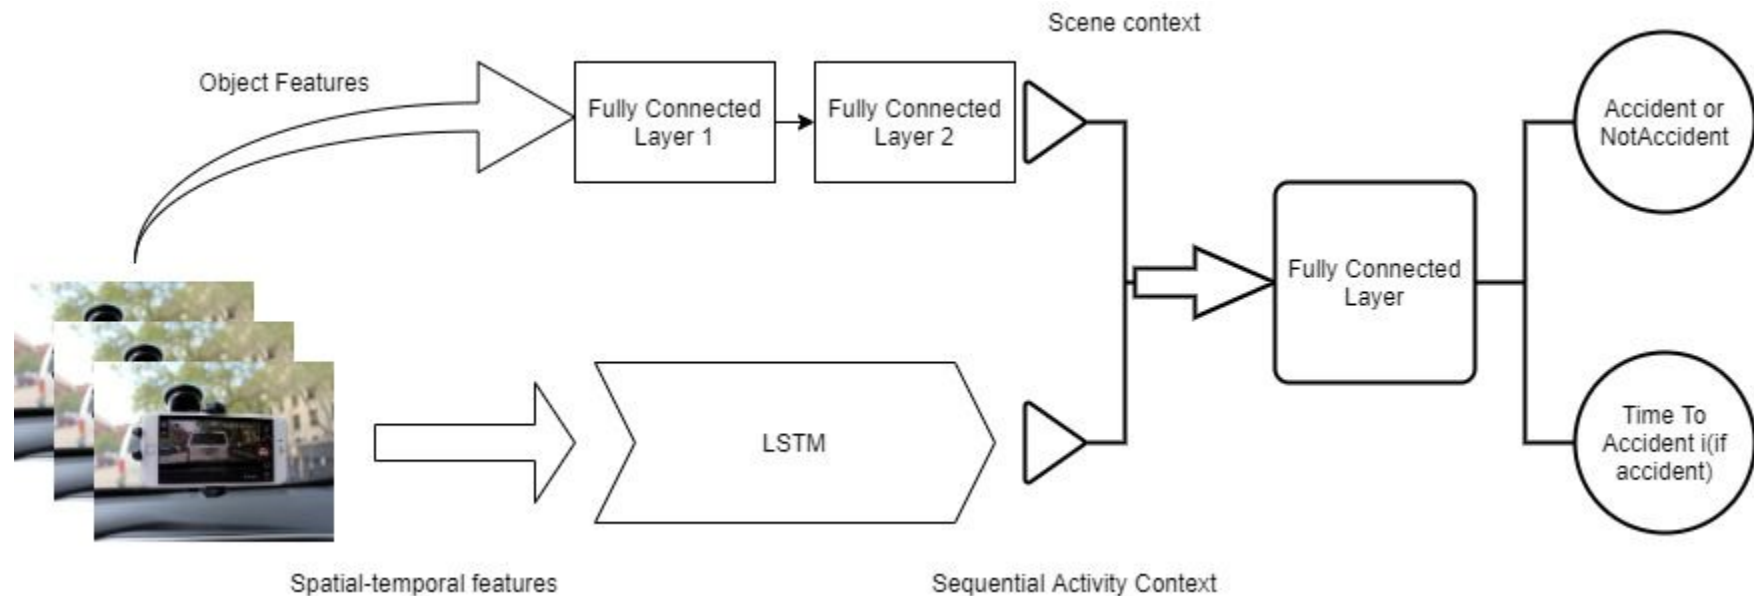 Scene context
Object Features
Fully Connected
Layer 1
Fully Connected
Layer 2
Accident or
NotAccident
Fully Connected
Layer
LSTM
Time To
Accident i(if
accident)
Spatial-temporal features
Sequential Activity Context